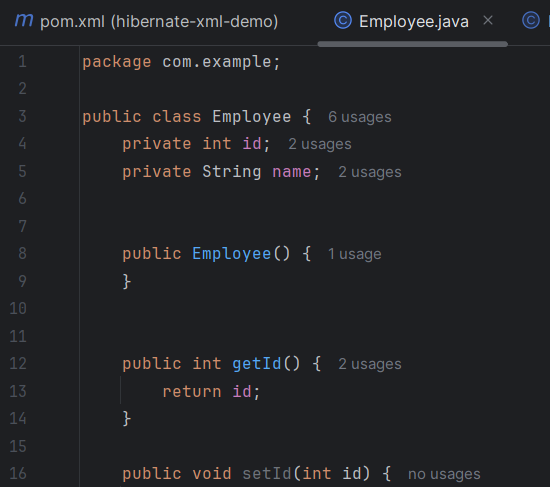 m pom.xml (hibernate-xml-demo) C Employee.java × C
1 package com.example;
2
3 public class Employee { 6 usages
4 private int id; 2 usages
5 private String name; 2 usages
6
7
8 public Employee() { 1 usage
9 }
10
11
12 public int getId() { 2 usages
13 return id;
14 }
15
16 public void setId(int id) { no usages